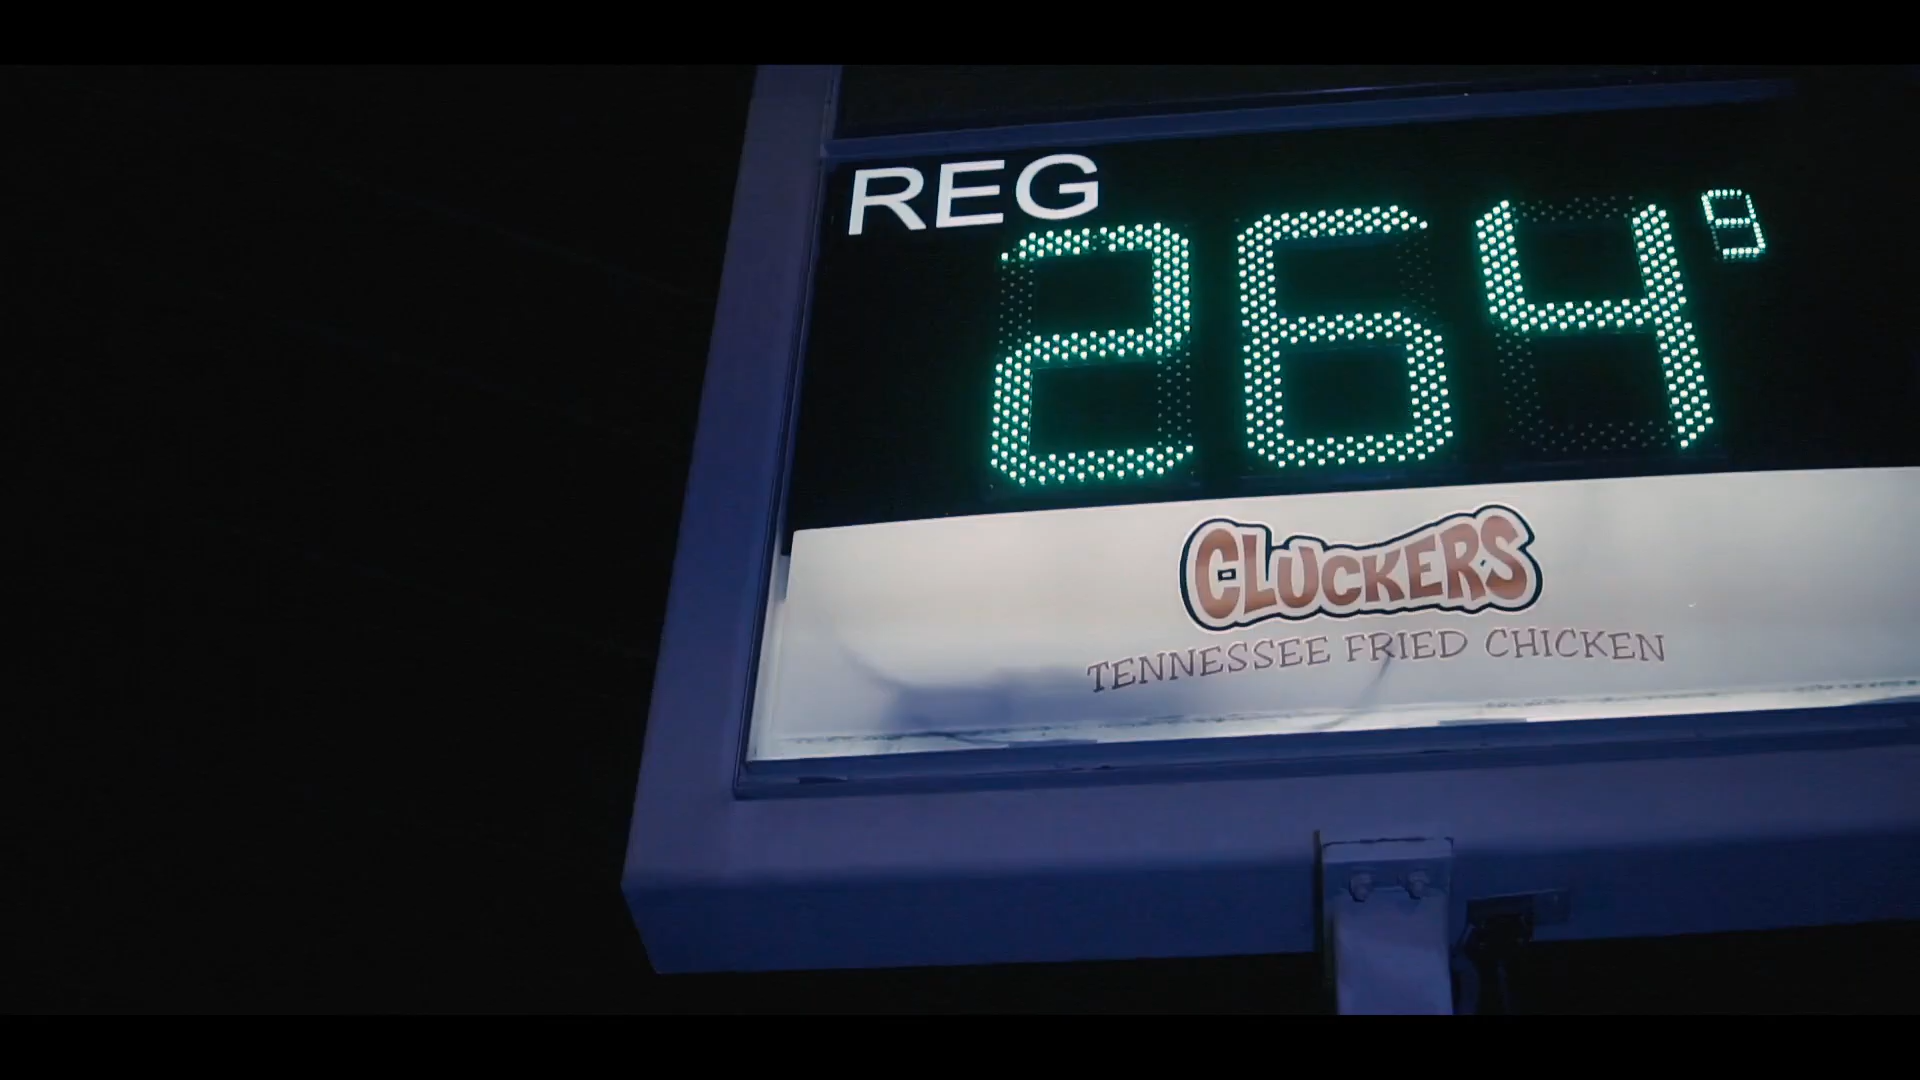 REG
264 9
CLUCKERS
TENNESSEE FRIED CHICKEN